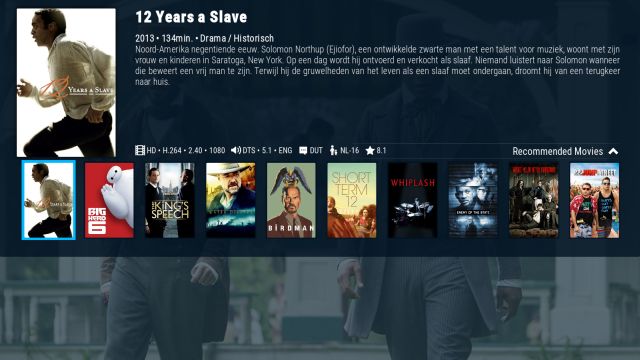 12 Years a Slave
2013 • 134min. • Drama / Historisch
Noord-Amerika negentiende eeuw. Solomon Northup (Ejiofor), een ontwikkelde zwarte man met een talent voor muziek, woont met zijn
vrouw en kinderen in Saratoga, New York. Op een dag wordt hij ontvoerd en verkocht als slaaf. Niemand luistert naar Solomon wanneer
die beweert een vrij man te zijn. Terwijl hij de gruwelheden van het leven als een slaaf moet ondergaan, droomt hij van een terugkeer
naar huis.
YEARS A SLAVE
HD • H.264 • 2.40 • 1080 DTS • 5.1 • ENG DUT NL-16 8.1
Recommended Movies
BIG
HERO
6
THE
KING'S
SPEECH
BIRDMAN
SHORT
TERM
12
WHIPLASH
ENEMY OF THE STATE
22 JUMP STREET